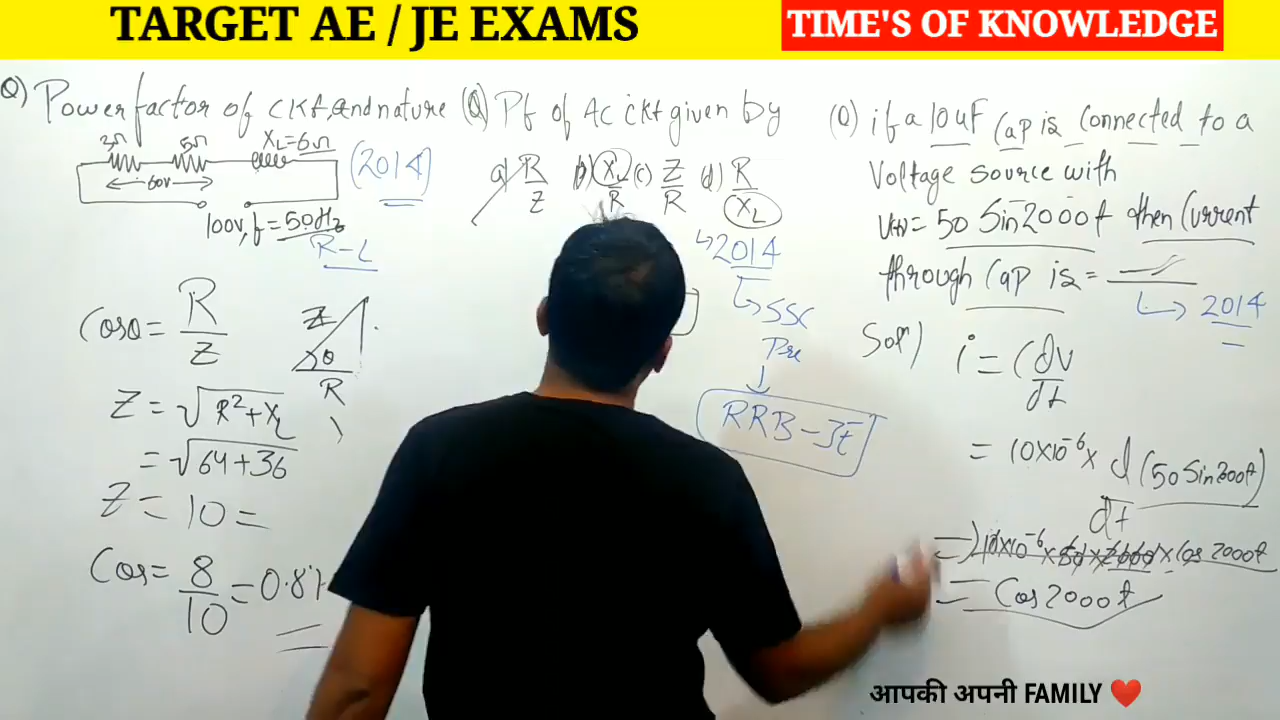 TARGET AE / JE EXAMS
TIME'S OF KNOWLEDGE
Q) Power factor of ckt, and nature
3Ω 5Ω XL=6Ω
60V
100V, f = 50Hz
(2014)
R-L
Cosθ = R/Z
Z
θ
R
Z = √R²+XL
= √64+36
Z = 10 =
Cos = 8/10 = 0.81
(Q) Pf of Ac ckt given by
a) R/Z b) XL/R (c) Z/R (d) R/XL
↳ 2014
↳ SSC
Pre
↓
RRB-JE
(Q) if a 10uF Cap is Connected to a
Voltage source with
V(t) = 50 Sin2000t then Current
through Cap is =
↳ 2014
Soln) i = C dv/dt
= 10×10⁻⁶ × d(50 Sin200t)/dt
=) 10×10⁻⁶ × 50 × 2000 × Cos 2000t
= Cos 2000t
आपकी अपनी FAMILY ❤️